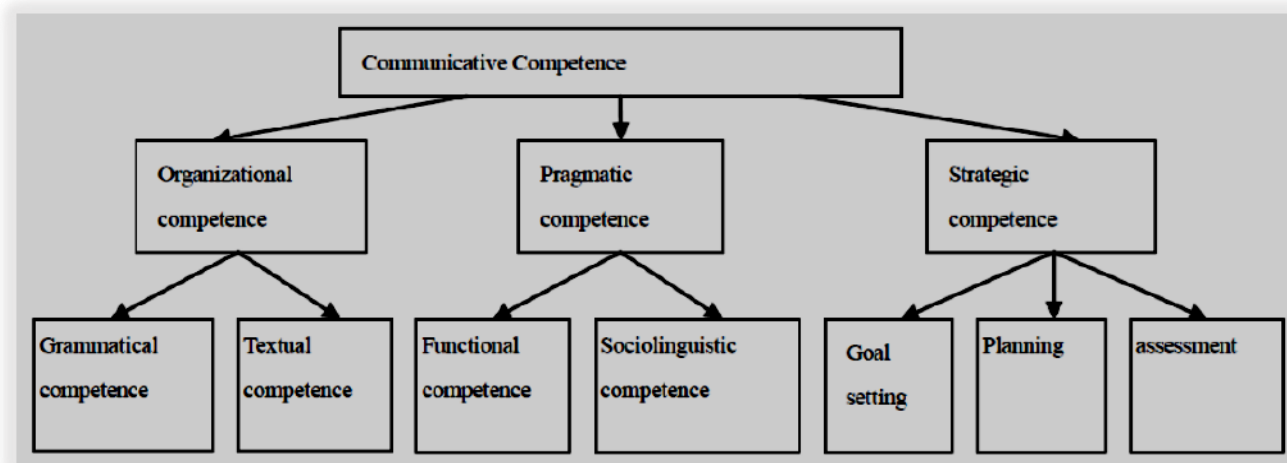 Communicative Competence
Organizational
competence
Pragmatic
competence
Strategic
competence
Grammatical
competence
Textual
competence
Functional
competence
Sociolinguistic
competence
Goal
setting
Planning
assessment